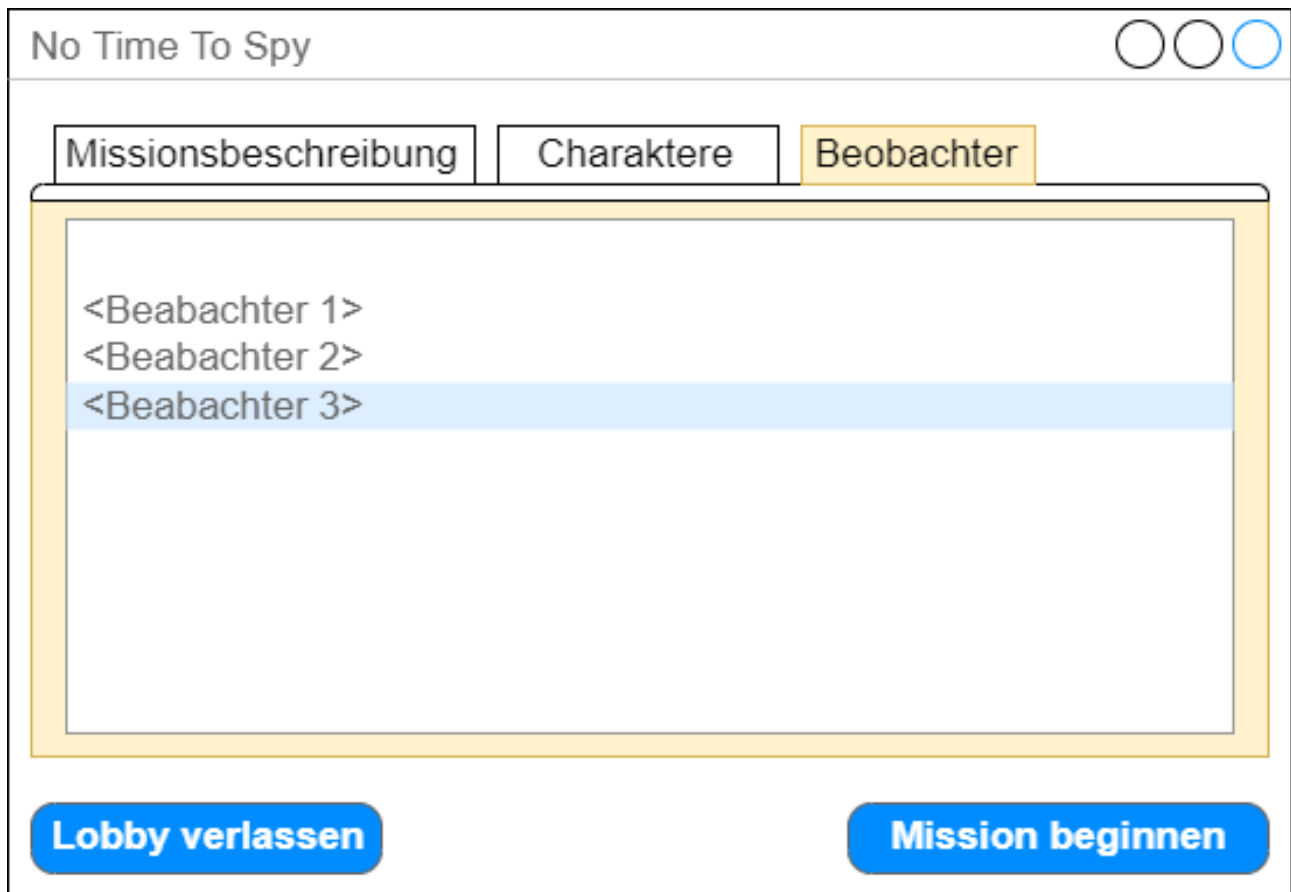 No Time To Spy
Missionsbeschreibung Charaktere Beobachter
<Beabachter 1>
<Beabachter 2>
<Beabachter 3>
Lobby verlassen Mission beginnen